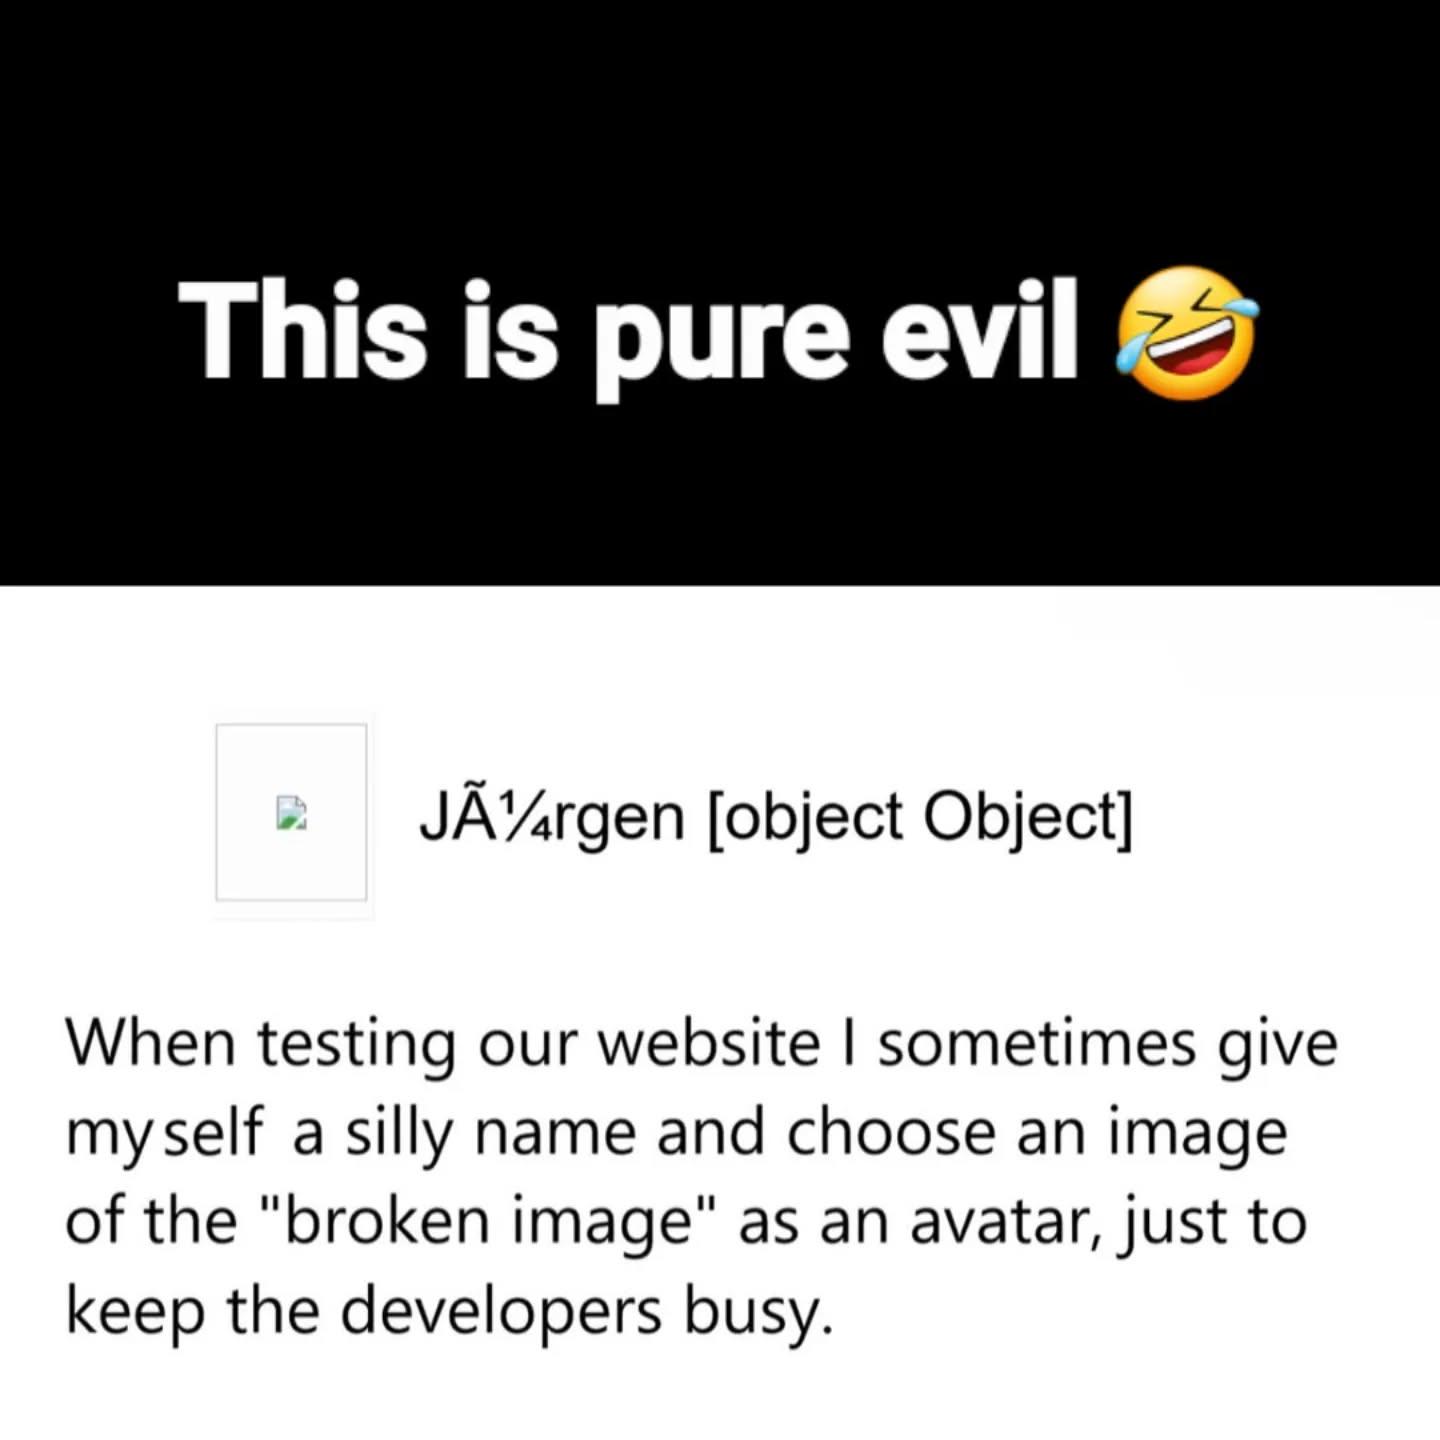 This is pure evil 🤣
JÃ¼rgen [object Object]
When testing our website I sometimes give
myself a silly name and choose an image
of the "broken image" as an avatar, just to
keep the developers busy.